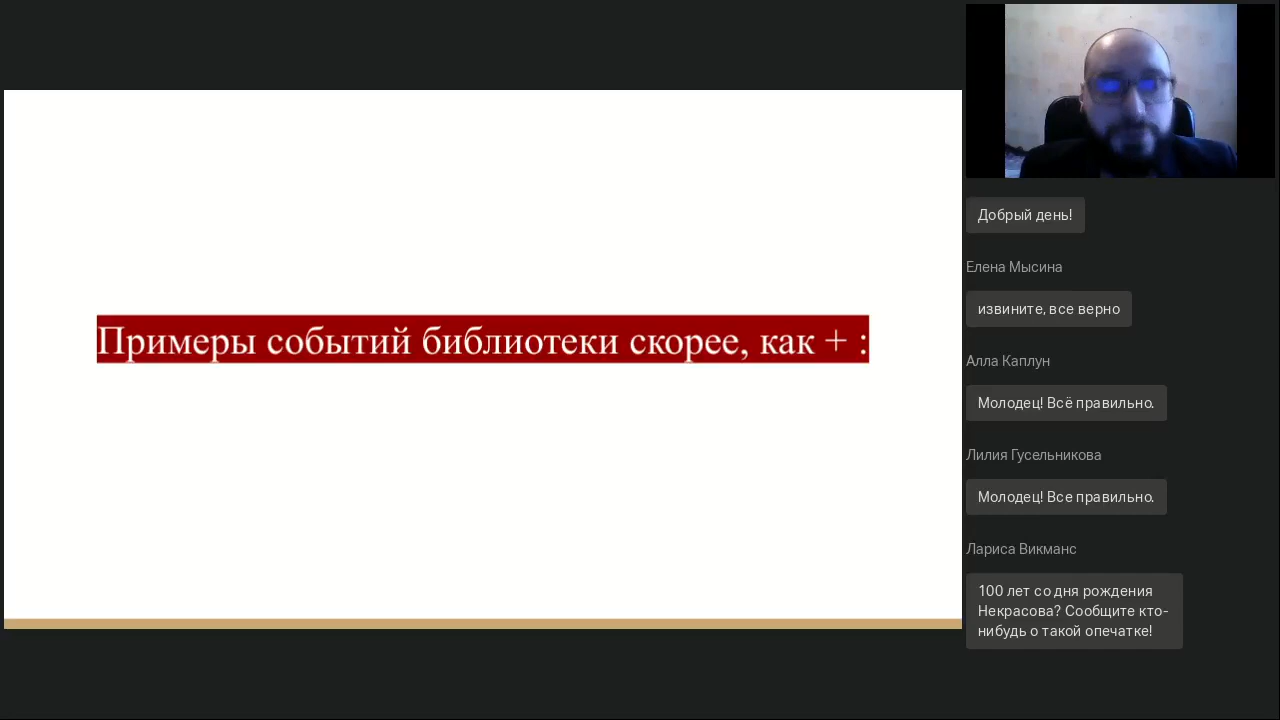 Примеры событий библиотеки скорее, как + :
Добрый день!
Елена Мысина
извините, все верно
Алла Каплун
Молодец! Всё правильно.
Лилия Гусельникова
Молодец! Все правильно.
Лариса Викманс
100 лет со дня рождения
Некрасова? Сообщите кто-
нибудь о такой опечатке!